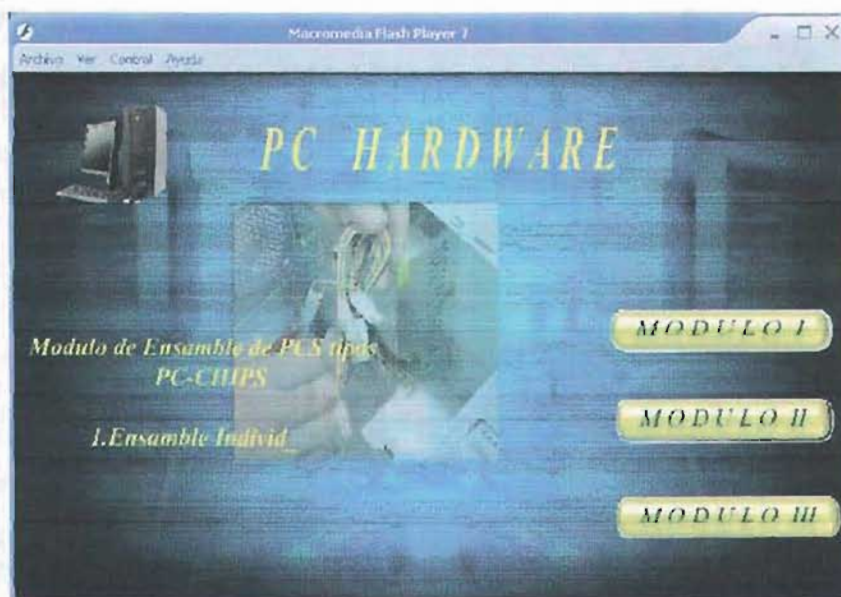 Macromedia Flash Player 7
Archivo Ver Control Ayuda
PC HARDWARE
Modulo de Ensamble de PCS tipos
PC-CHIPS
1.Ensamble Individ_
MODULO I
MODULO II
MODULO III